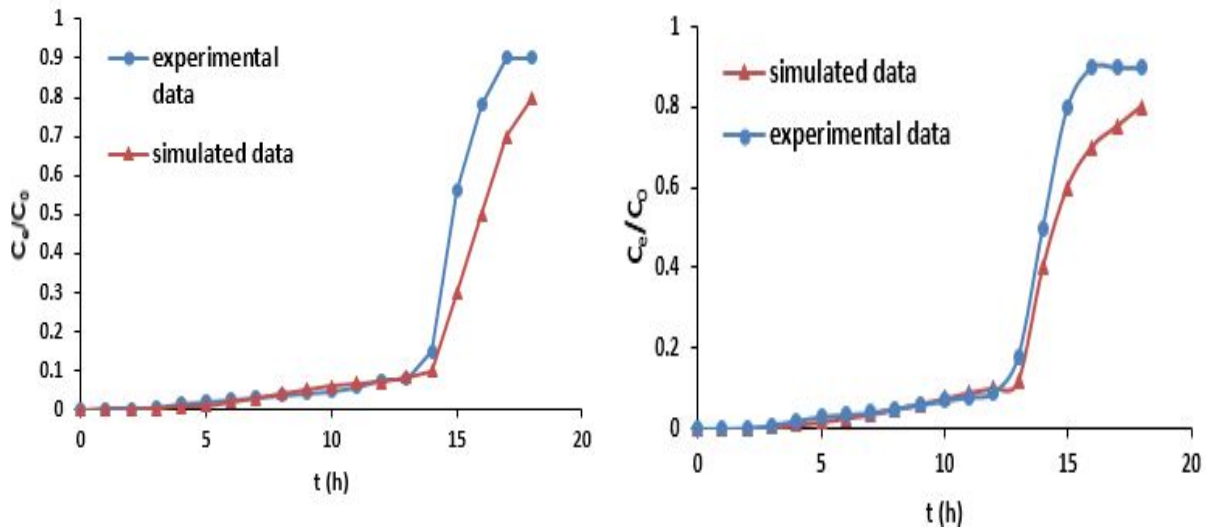 1
0.9
0.8
0.7
0.6
0.5
0.4
0.3
0.2
0.1
0
Ce/C0
experimental
data
simulated data
0 5 10 15 20
t (h)
1
0.8
0.6
0.4
0.2
0
Ce/CO
simulated data
experimental data
0 5 10 15 20
t (h)